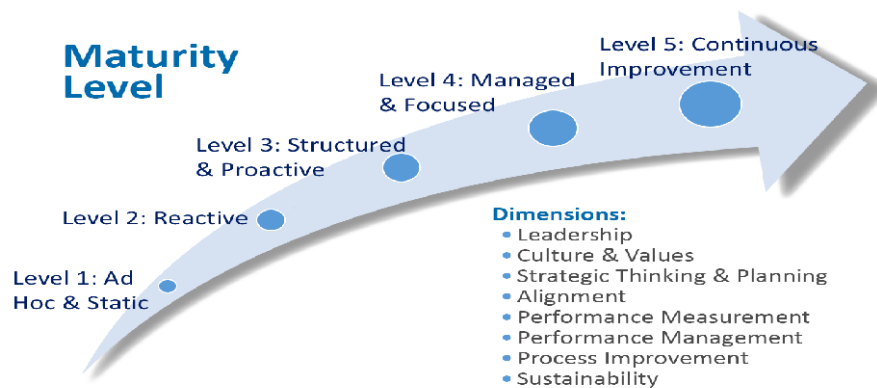 Maturity
Level
Level 5: Continuous
Improvement
Level 4: Managed
& Focused
Level 3: Structured
& Proactive
Level 2: Reactive
Level 1: Ad
Hoc & Static
Dimensions:
Leadership
Culture & Values
Strategic Thinking & Planning
Alignment
Performance Measurement
Performance Management
Process Improvement
Sustainability